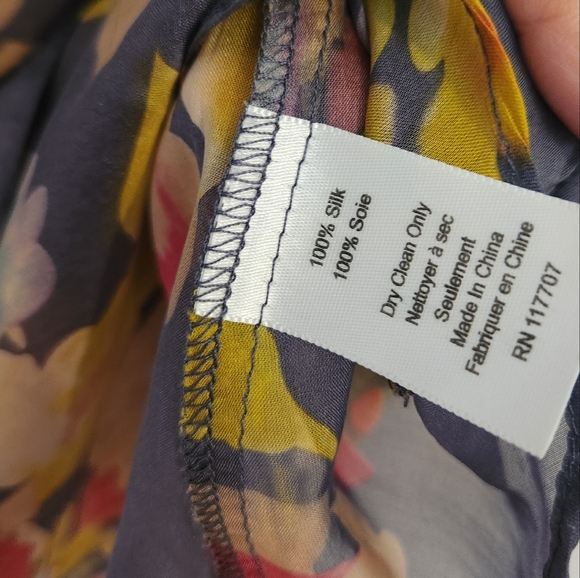 100% Silk
100% Soie
Dry Clean Only
Nettoyer à sec
Seulement
Made In China
Fabriquer en Chine
RN 117707